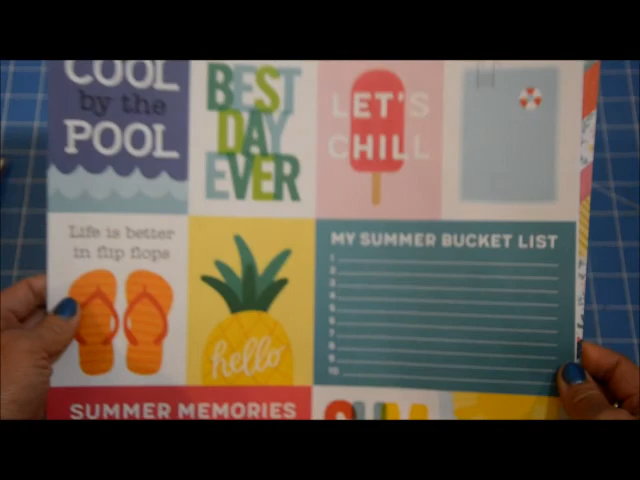 COOL
by the
POOL
BEST
DAY
EVER
LET'S
CHILL
Life is better
in flip flops
hello
MY SUMMER BUCKET LIST
1
2
3
4
5
6
7
8
9
10
SUMMER MEMORIES
SUM